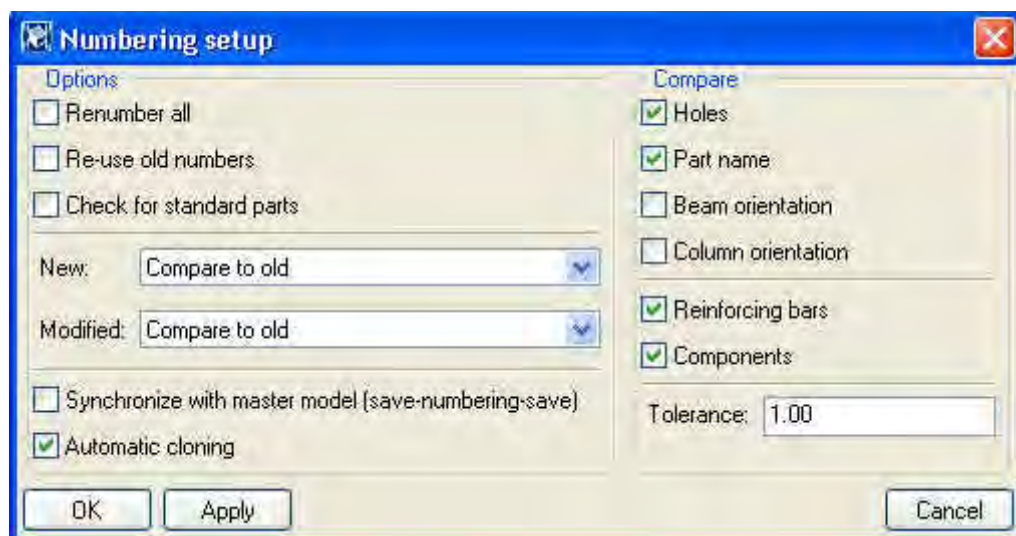 Numbering setup
Options
Renumber all
Re-use old numbers
Check for standard parts
New: Compare to old
Modified: Compare to old
Synchronize with master model (save-numbering-save)
Automatic cloning
Compare
Holes
Part name
Beam orientation
Column orientation
Reinforcing bars
Components
Tolerance: 1.00
OK Apply Cancel